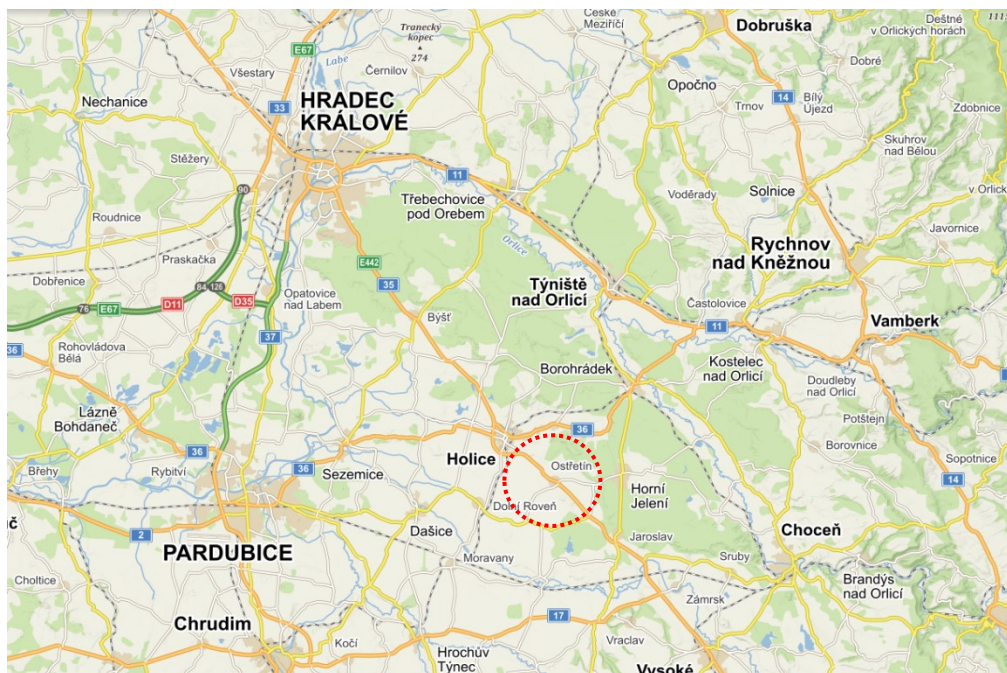 Tranecký
kopec
274
České
Meziříčí
Dobruška
Deštné
v Orlických horách
E67
Labe
Všestary
Černilov
Dobré
Nechanice
HRADEC
KRÁLOVÉ
33
Opočno
14
Trnov
Bílý
Újezd
Zdobnice
Skuhrov
nad Bělou
Stěžery
11
90
Třebechovice
pod Orebem
Voděrady
Solnice
v Orlic
Roudnice
Orlice
Javornice
Praskačka
E442
Rychnov
nad Kněžnou
Dobřenice
84
126
35
Týniště
nad Orlicí
76
E67
D11
D35
Opatovice
nad Labem
Častolovice
Býšť
11
Vamberk
37
36
Rohovládova
Bělá
Borohrádek
Kostelec
nad Orlicí
Doudleby
nad Orlicí
Lázně
Bohdaneč
Potštejn
36
Borovnice
36
Holice
Ostřetín
Sopotnice
Břehy
Rybitví
36
Sezemice
14
Dolní Roveň
Horní
Jelení
č
2
Dašice
Choceň
PARDUBICE
Jaroslav
Moravany
Sruby
Choltice
Brandýs
nad Orlicí
Zámrsk
17
Chrudim
Kočí
Vraclav
Hrochův
Týnec
Vysoké